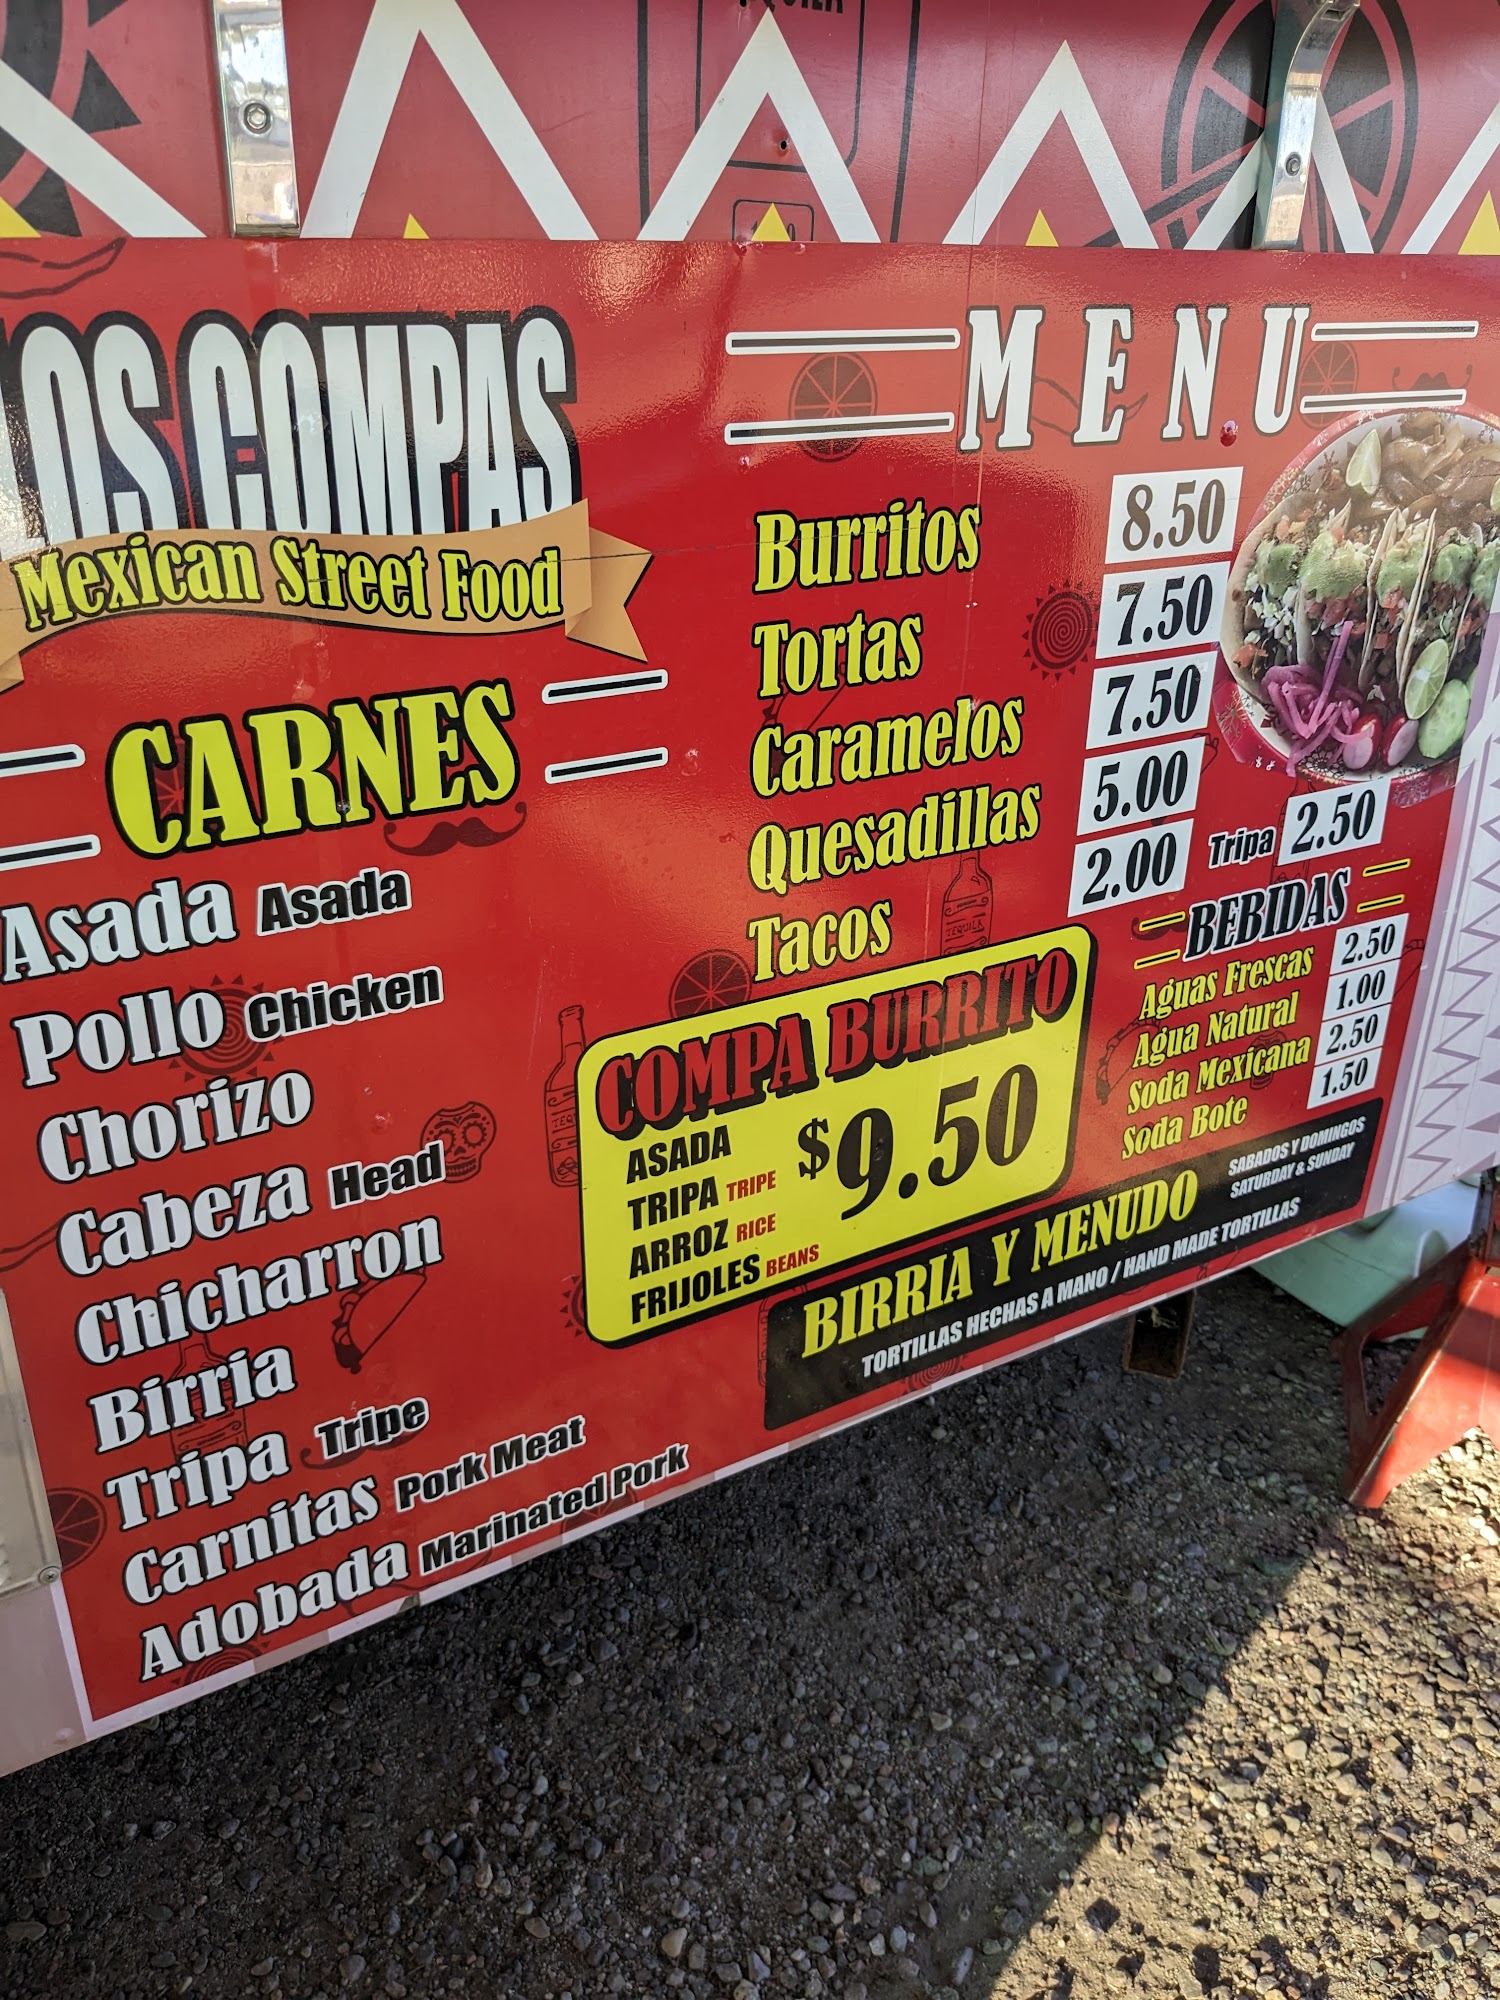 LOS COMPAS
Mexican Street Food
CARNES
Asada Asada
Pollo Chicken
Chorizo
Cabeza Head
Chicharron
Birria
Tripa Tripe
Carnitas Pork Meat
Adobada Marinated Pork
MENU
Burritos 8.50
Tortas 7.50
Caramelos 7.50
Quesadillas 5.00
Tacos 2.00 Tripa 2.50
TEQUILA
COMPA BURRITO
ASADA
TRIPA TRIPE
ARROZ RICE
FRIJOLES BEANS
$9.50
BEBIDAS
Aguas Frescas 2.50
Agua Natural 1.00
Soda Mexicana 2.50
Soda Bote 1.50
BIRRIA Y MENUDO
SABADOS Y DOMINGOS
SATURDAY & SUNDAY
TORTILLAS HECHAS A MANO / HAND MADE TORTILLAS